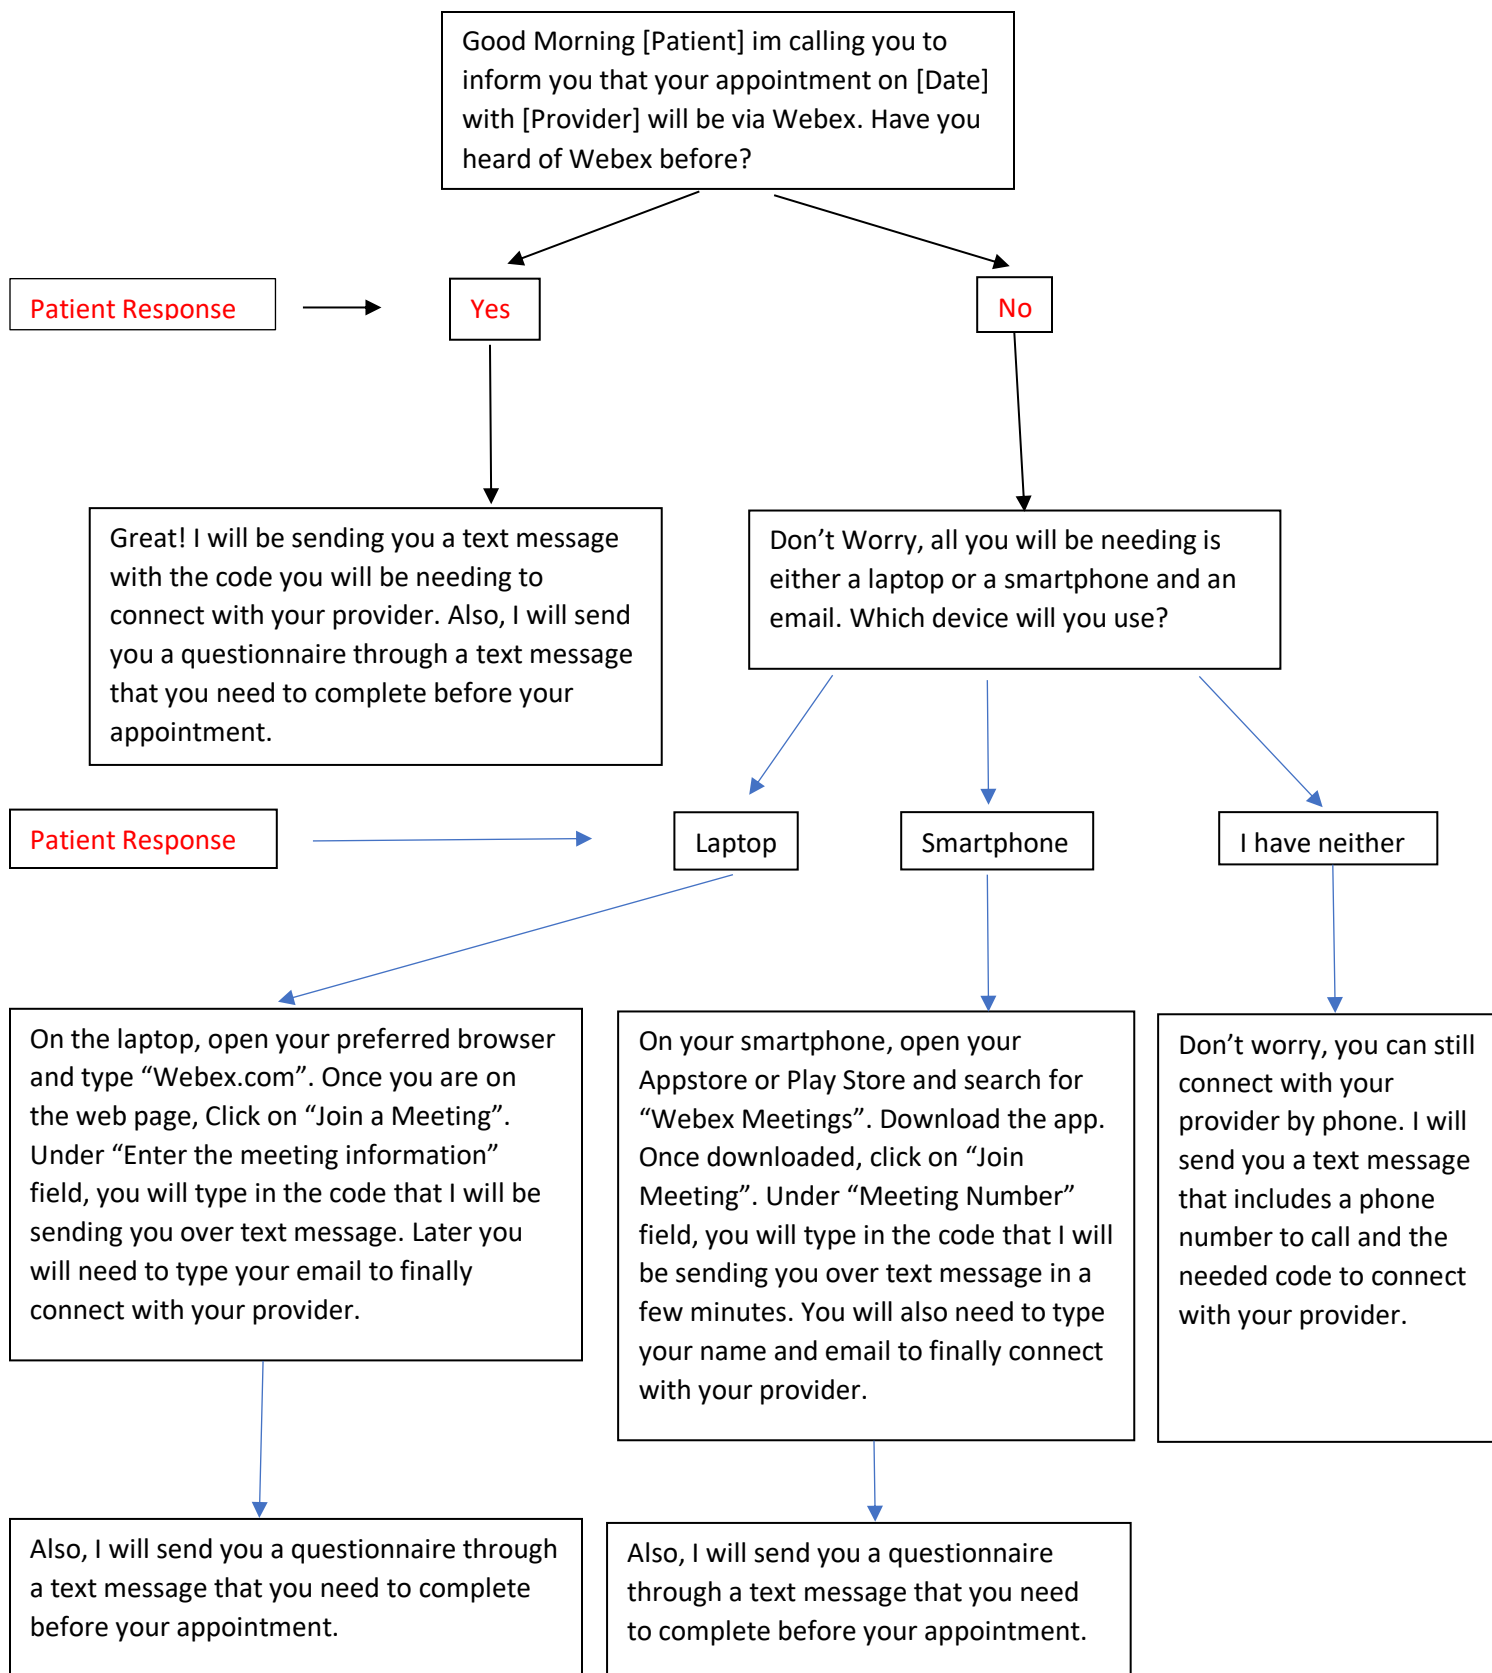 Good Morning [Patient] im calling you to
inform you that your appointment on [Date]
with [Provider] will be via Webex. Have you
heard of Webex before?
Patient Response
Yes
No
Great! I will be sending you a text message
with the code you will be needing to
connect with your provider. Also, I will send
you a questionnaire through a text message
that you need to complete before your
appointment.
Don’t Worry, all you will be needing is
either a laptop or a smartphone and an
email. Which device will you use?
Patient Response
Laptop
Smartphone
I have neither
On the laptop, open your preferred browser
and type “Webex.com”. Once you are on
the web page, Click on “Join a Meeting”.
Under “Enter the meeting information”
field, you will type in the code that I will be
sending you over text message. Later you
will need to type your email to finally
connect with your provider.
On your smartphone, open your
Appstore or Play Store and search for
“Webex Meetings”. Download the app.
Once downloaded, click on “Join
Meeting”. Under “Meeting Number”
field, you will type in the code that I will
be sending you over text message in a
few minutes. You will also need to type
your name and email to finally connect
with your provider.
Don’t worry, you can still
connect with your
provider by phone. I will
send you a text message
that includes a phone
number to call and the
needed code to connect
with your provider.
Also, I will send you a questionnaire through
a text message that you need to complete
before your appointment.
Also, I will send you a questionnaire
through a text message that you need
to complete before your appointment.